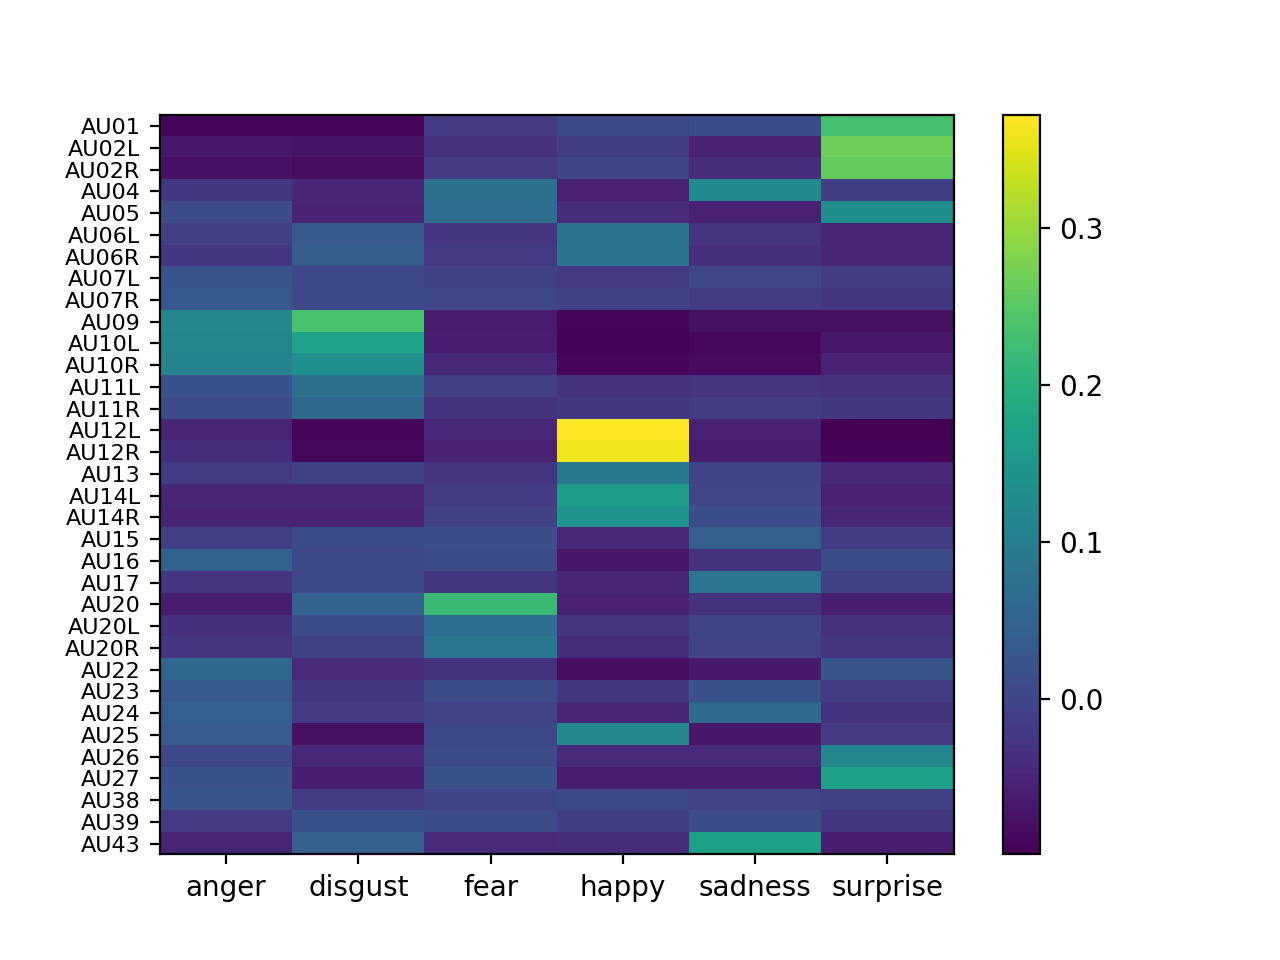 AU01
AU02L
AU02R
AU04
AU05
AU06L
AU06R
AU07L
AU07R
AU09
AU10L
AU10R
AU11L
AU11R
AU12L
AU12R
AU13
AU14L
AU14R
AU15
AU16
AU17
AU20
AU20L
AU20R
AU22
AU23
AU24
AU25
AU26
AU27
AU38
AU39
AU43
anger disgust fear happy sadness surprise
0.3
0.2
0.1
0.0